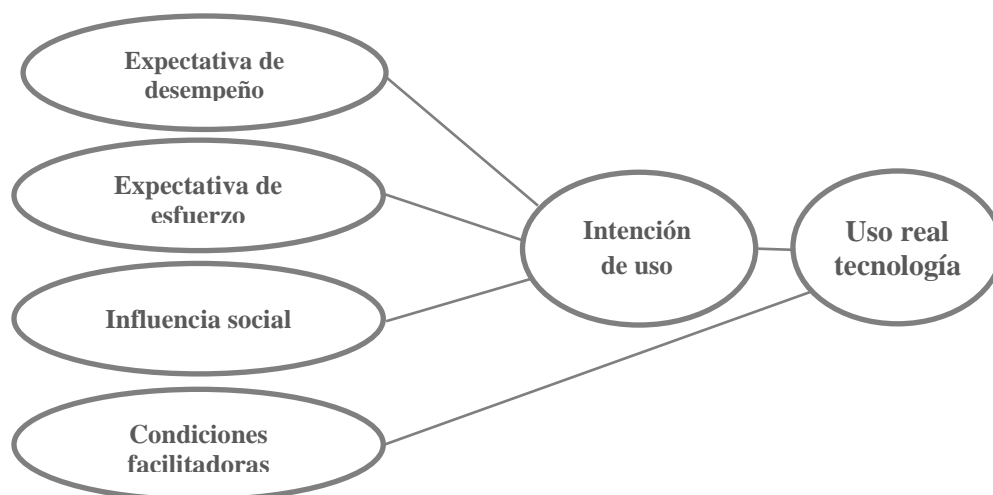 Expectativa de
desempeño
Expectativa de
esfuerzo
Influencia social
Condiciones
facilitadoras
Intención
de uso
Uso real
tecnología